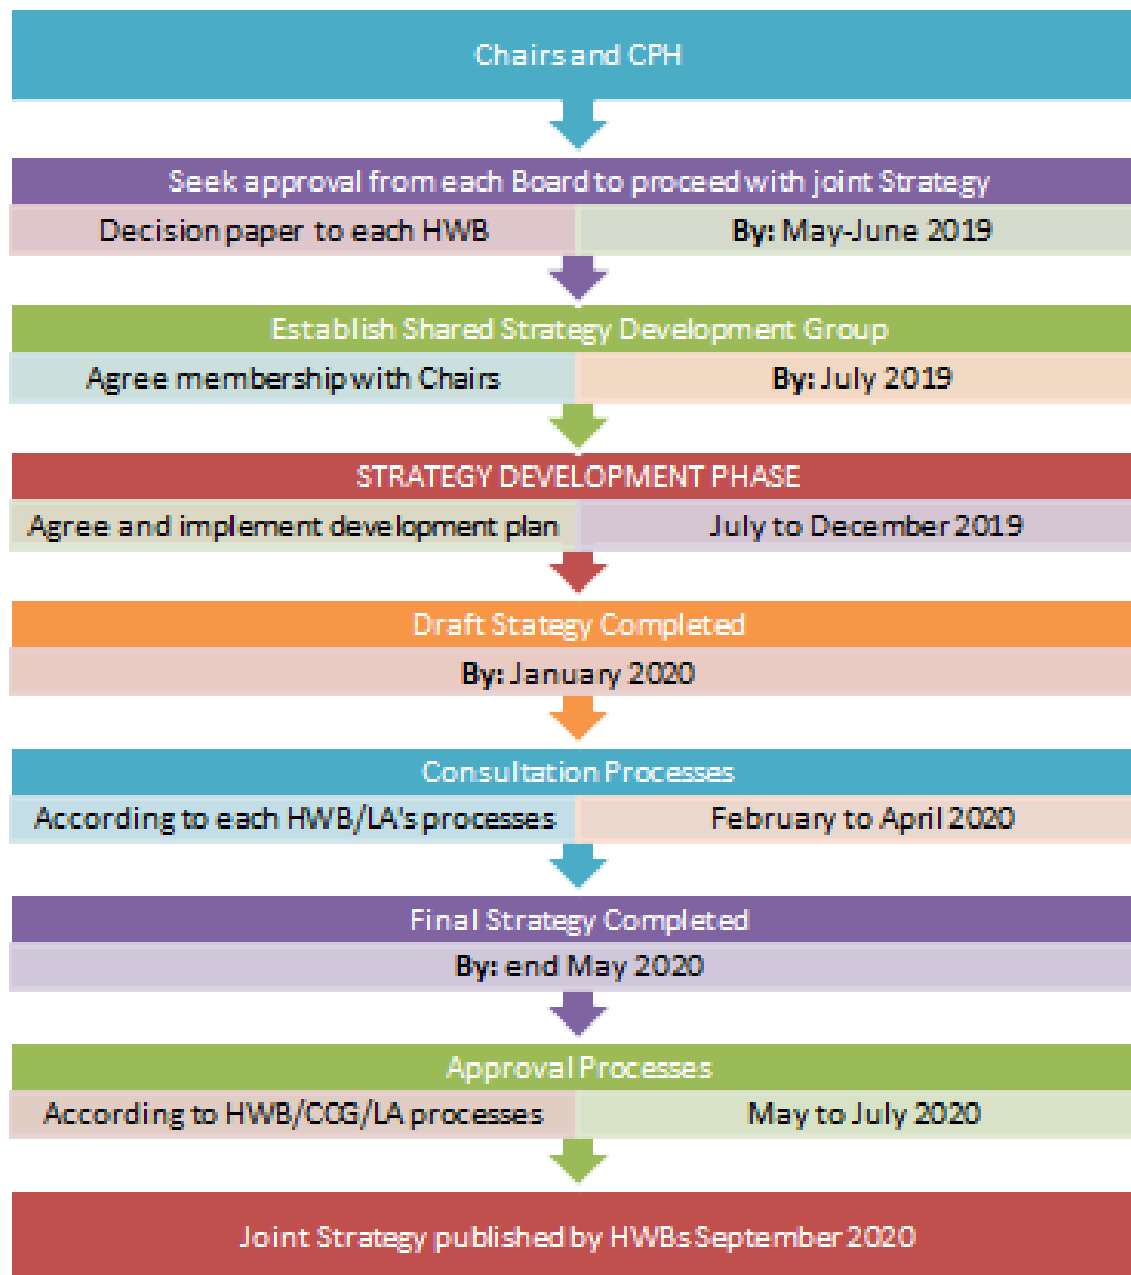 Chairs and CPH
Seek approval from each Board to proceed with joint Strategy
Decision paper to each HWB
By: May-June 2019
Establish Shared Strategy Development Group
Agree membership with Chairs
By: July 2019
STRATEGY DEVELOPMENT PHASE
Agree and implement development plan
July to December 2019
Draft Stategy Completed
By: January 2020
Consultation Processes
According to each HWB/LA's processes
February to April 2020
Final Strategy Completed
By: end May 2020
Approval Processes
According to HWB/CCG/LA processes
May to July 2020
Joint Strategy published by HWBs September 2020